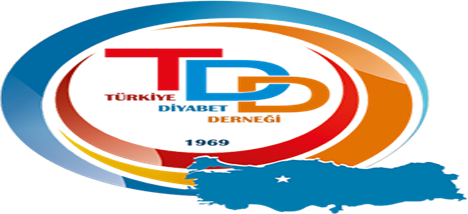 TDD
TÜRKİYE
DİYABET
DERNEĞİ
1969